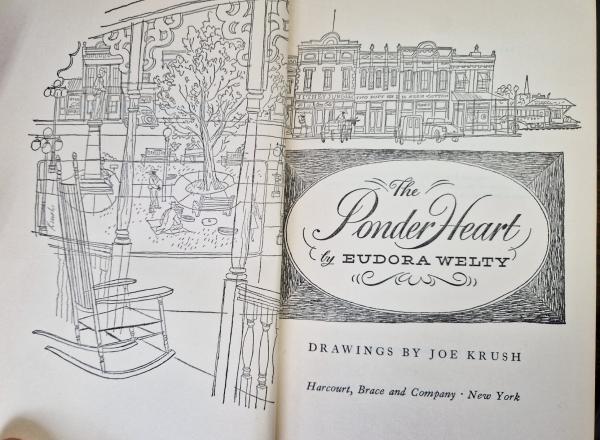 The
Ponder Heart
by EUDORA WELTY
DRAWINGS BY JOE KRUSH
Harcourt, Brace and Company · New York